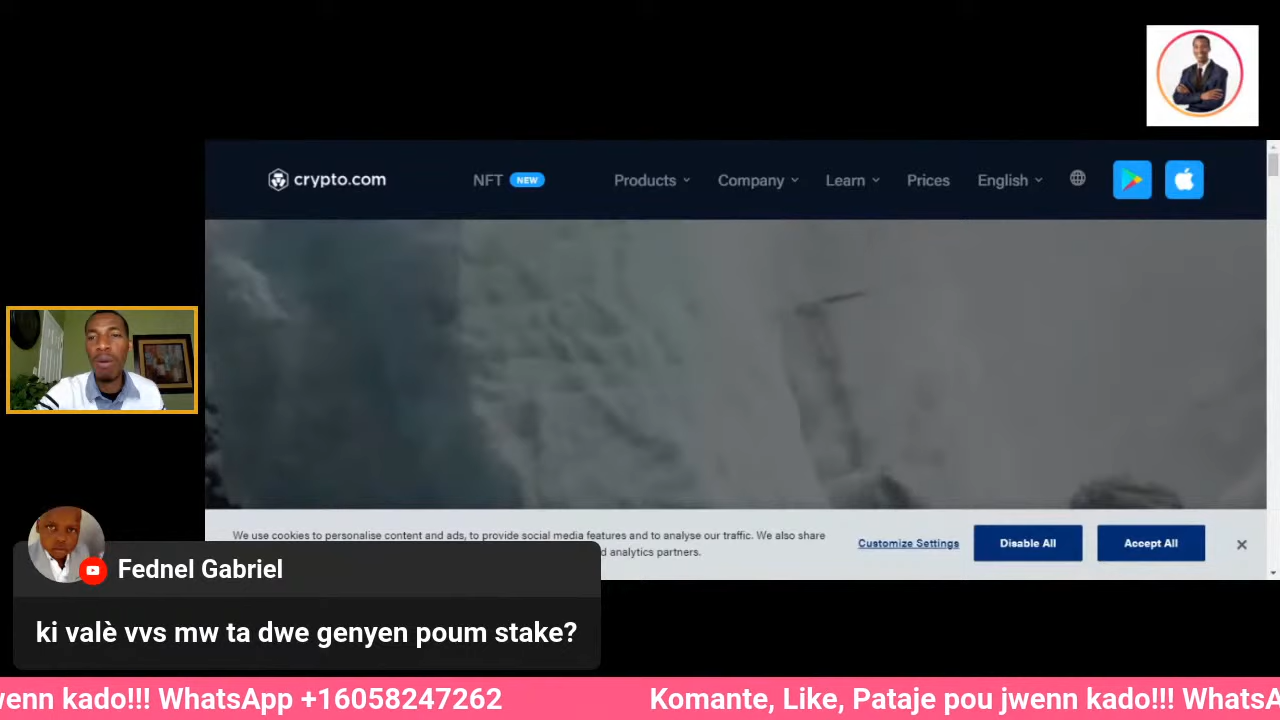 crypto.com
NFT NEW
Products
Company
Learn
Prices
English
We use cookies to personalise content and ads, to provide social media features and to analyse our traffic. We also share
d analytics partners.
Customize Settings
Disable All
Accept All
Fednel Gabriel
ki valè vvs mw ta dwe genyen poum stake?
wenn kado!!! WhatsApp +16058247262
Komante, Like, Pataje pou jwenn kado!!! WhatsA